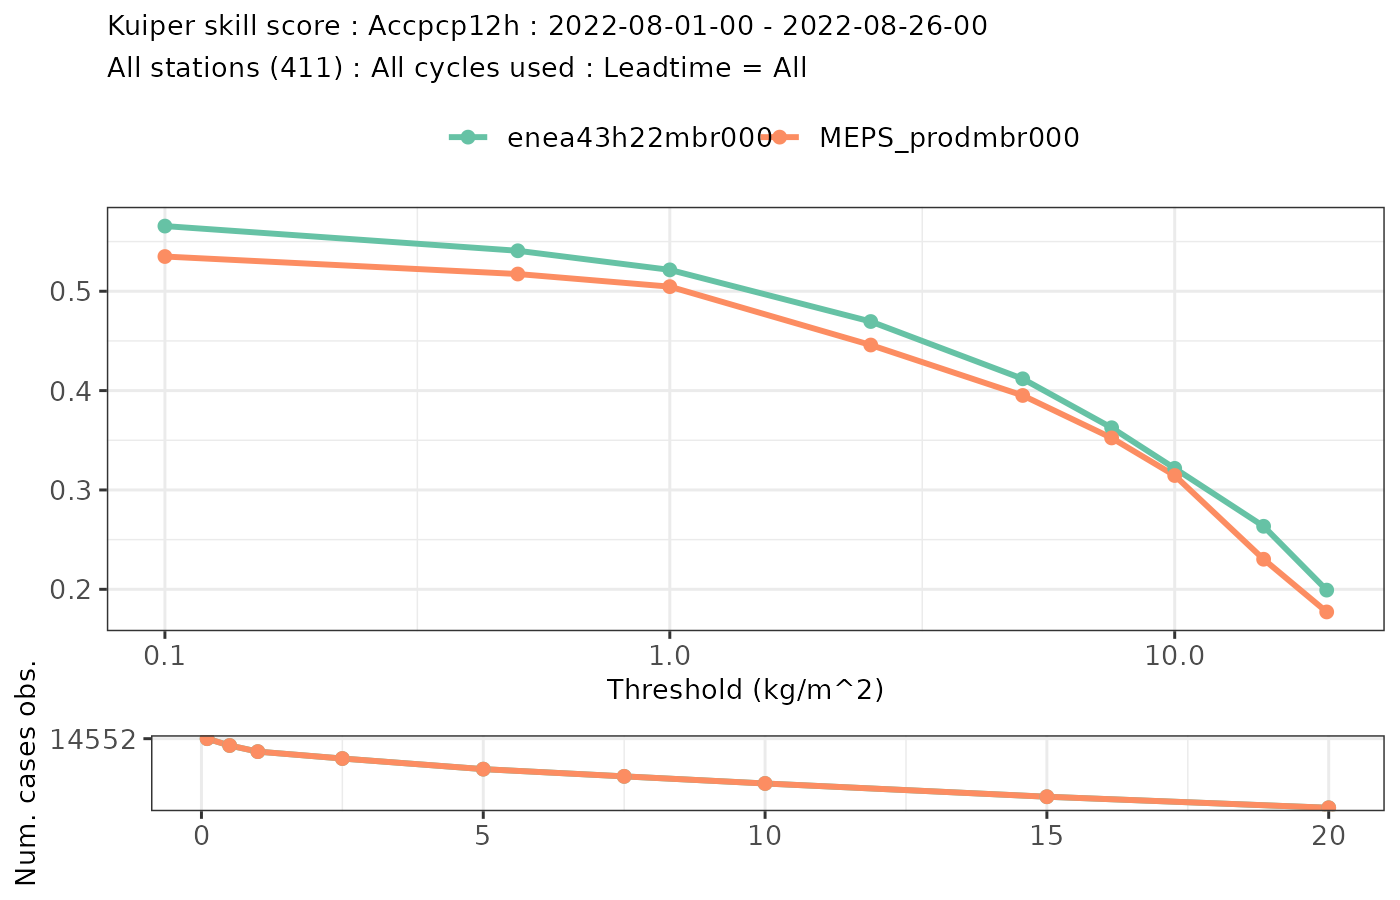 Kuiper skill score : Accpcp12h : 2022-08-01-00 - 2022-08-26-00
All stations (411) : All cycles used : Leadtime = All
enea43h22mbr000 MEPS_prodmbr000
0.5
0.4
0.3
0.2
0.1 1.0 10.0
Threshold (kg/m^2)
Num. cases obs.
14552
0 5 10 15 20